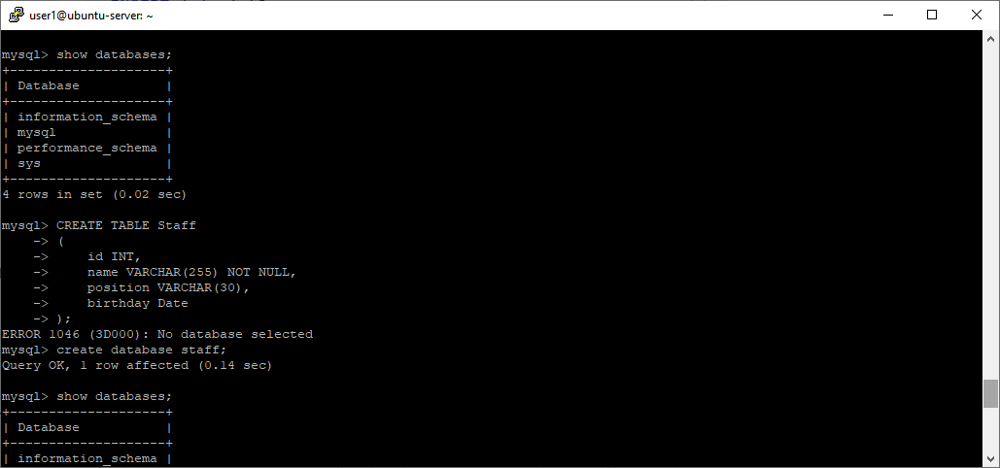 user1@ubuntu-server: ~
mysql> show databases;
+--------------------+
| Database           |
+--------------------+
| information_schema |
| mysql              |
| performance_schema |
| sys                |
+--------------------+
4 rows in set (0.02 sec)
mysql> CREATE TABLE Staff
    -> (
    ->     id INT,
    ->     name VARCHAR(255) NOT NULL,
    ->     position VARCHAR(30),
    ->     birthday Date
    -> );
ERROR 1046 (3D000): No database selected
mysql> create database staff;
Query OK, 1 row affected (0.14 sec)
mysql> show databases;
+--------------------+
| Database           |
+--------------------+
| information_schema |